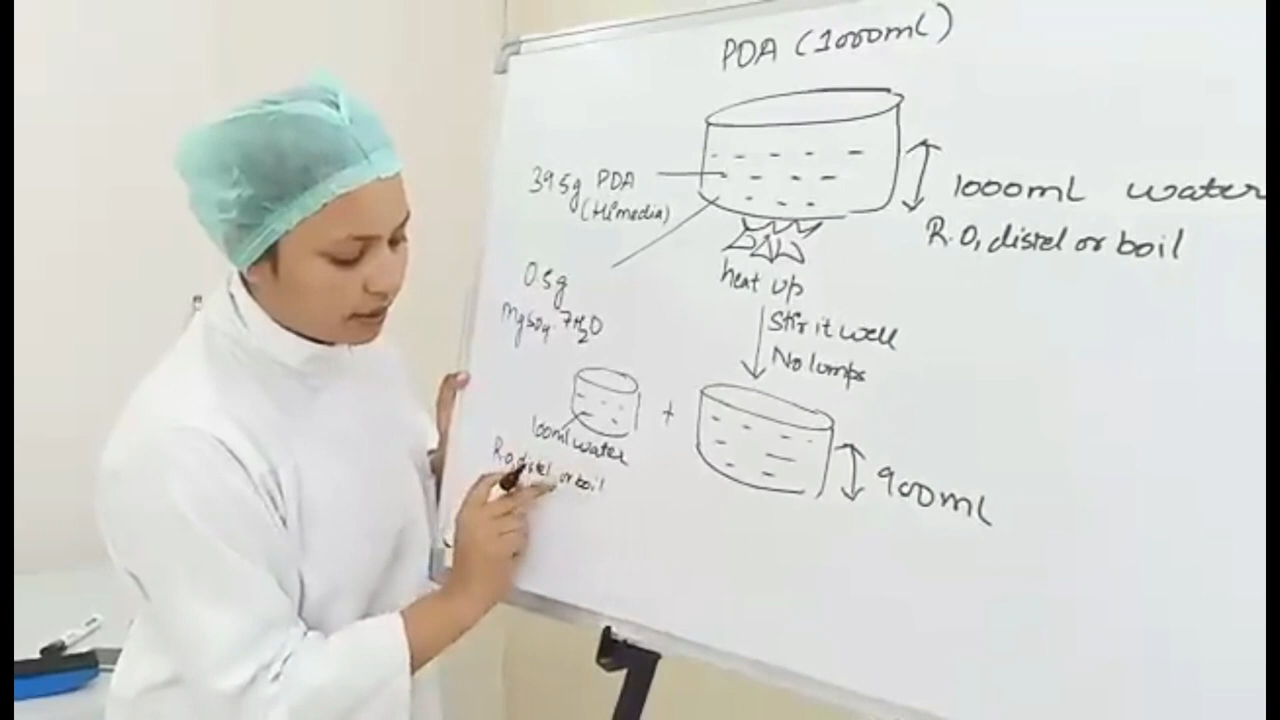 PDA (1000ml)
39.5g PDA
(Himedia)
1000ml water
R.O, distel or boil
0.5g
MgSO4.7H2O
heat up
Stir it well
No lumps
100ml water
R.O, distel or boil
+
900ml